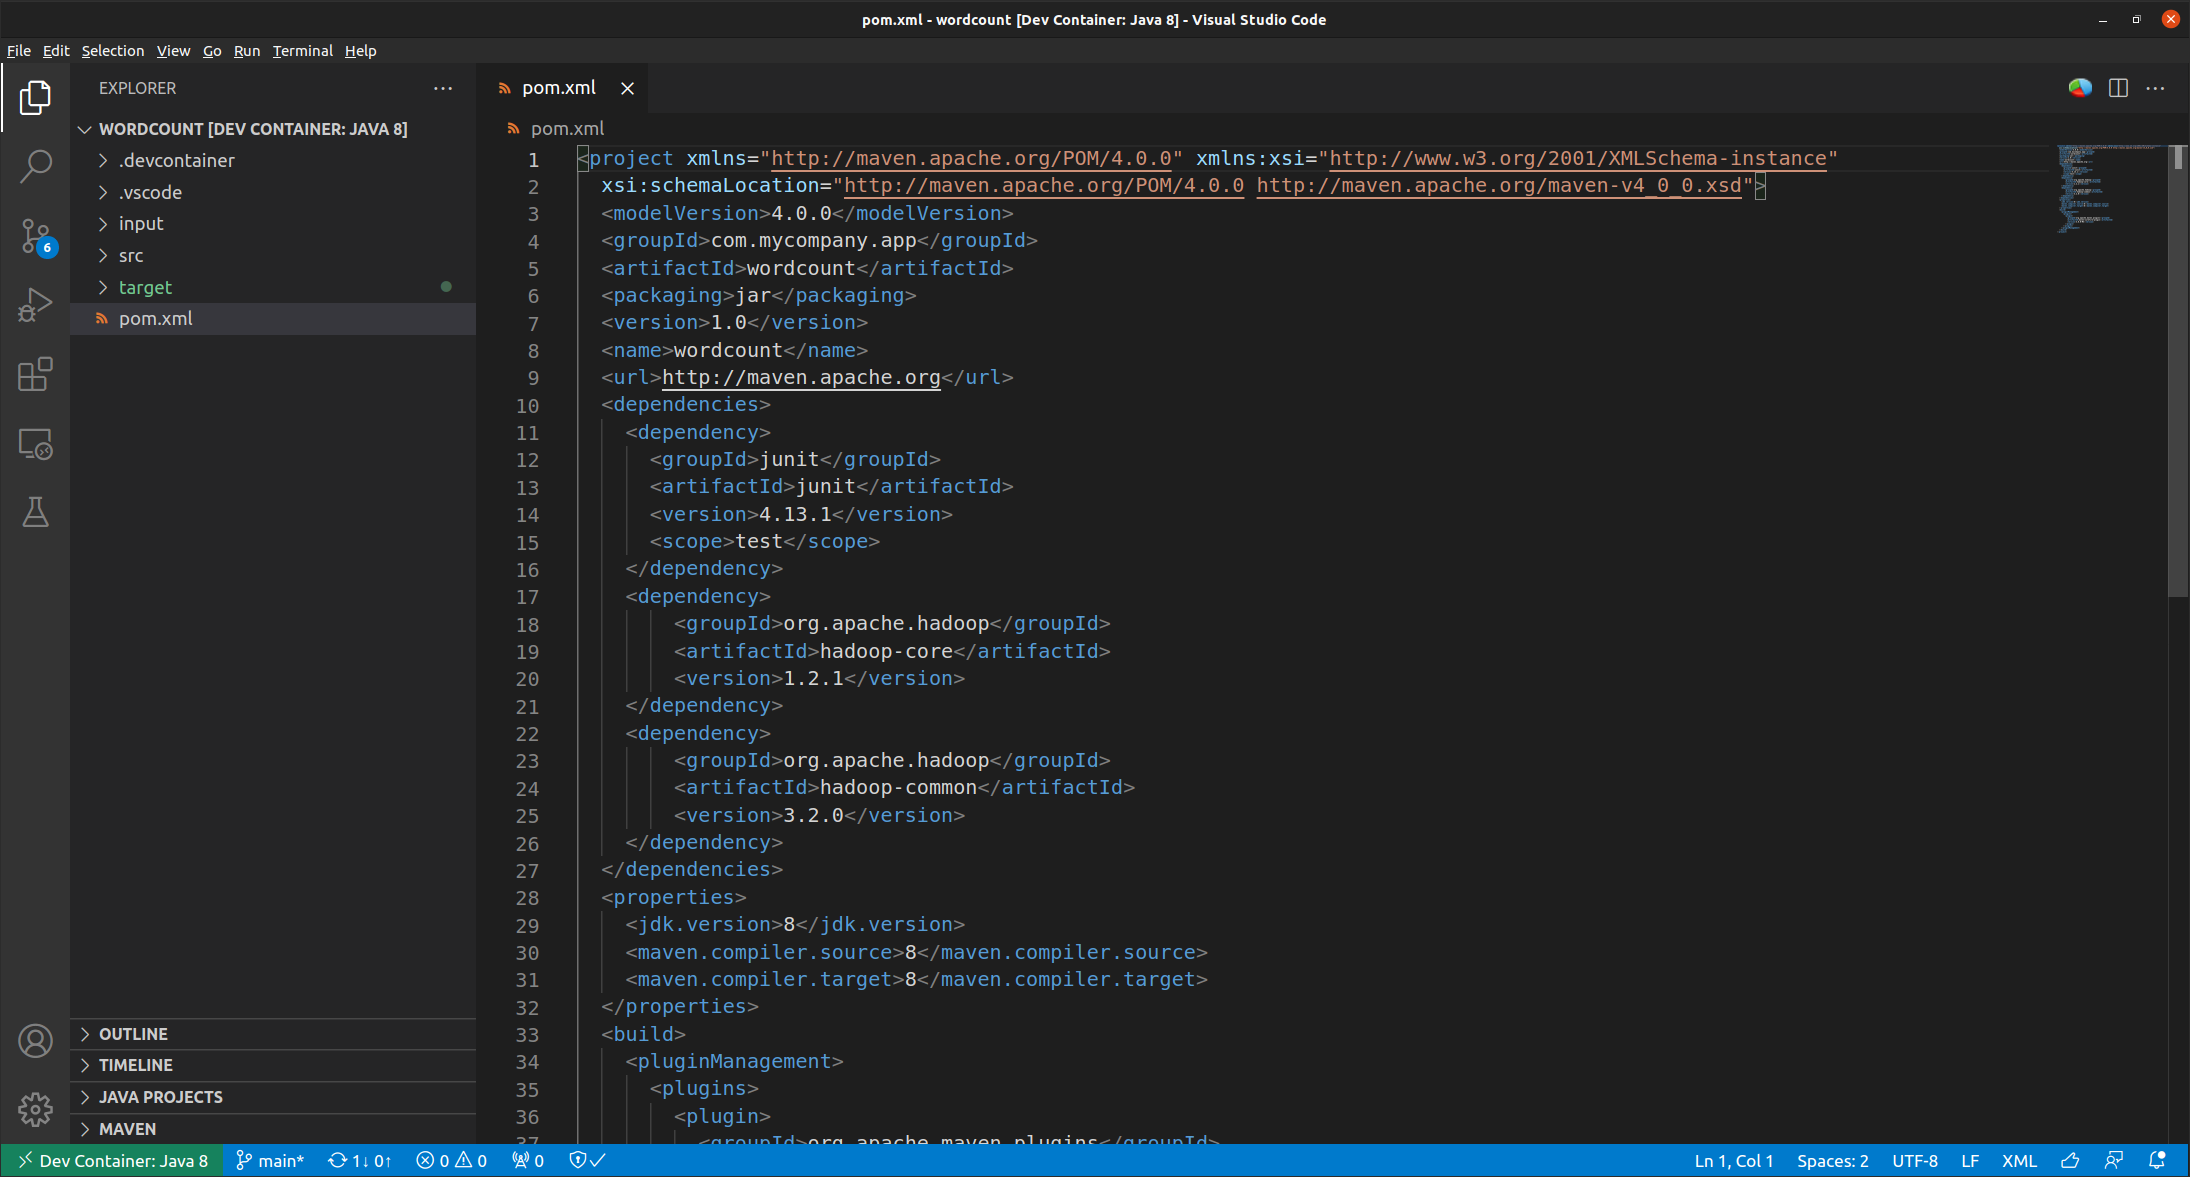 pom.xml - wordcount [Dev Container: Java 8] - Visual Studio Code
File Edit Selection View Go Run Terminal Help
EXPLORER
WORDCOUNT [DEV CONTAINER: JAVA 8]
.devcontainer
.vscode
input
src
target
pom.xml
6
OUTLINE
TIMELINE
JAVA PROJECTS
MAVEN
pom.xml
pom.xml
1 <project xmlns="http://maven.apache.org/POM/4.0.0" xmlns:xsi="http://www.w3.org/2001/XMLSchema-instance"
2 xsi:schemaLocation="http://maven.apache.org/POM/4.0.0 http://maven.apache.org/maven-v4_0_0.xsd">
3 <modelVersion>4.0.0</modelVersion>
4 <groupId>com.mycompany.app</groupId>
5 <artifactId>wordcount</artifactId>
6 <packaging>jar</packaging>
7 <version>1.0</version>
8 <name>wordcount</name>
9 <url>http://maven.apache.org</url>
10 <dependencies>
11 <dependency>
12 <groupId>junit</groupId>
13 <artifactId>junit</artifactId>
14 <version>4.13.1</version>
15 <scope>test</scope>
16 </dependency>
17 <dependency>
18 <groupId>org.apache.hadoop</groupId>
19 <artifactId>hadoop-core</artifactId>
20 <version>1.2.1</version>
21 </dependency>
22 <dependency>
23 <groupId>org.apache.hadoop</groupId>
24 <artifactId>hadoop-common</artifactId>
25 <version>3.2.0</version>
26 </dependency>
27 </dependencies>
28 <properties>
29 <jdk.version>8</jdk.version>
30 <maven.compiler.source>8</maven.compiler.source>
31 <maven.compiler.target>8</maven.compiler.target>
32 </properties>
33 <build>
34 <pluginManagement>
35 <plugins>
36 <plugin>
37 <groupId>org.apache.maven.plugins</groupId>
Dev Container: Java 8 main* 1↓ 0↑ 0 0 0 Ln 1, Col 1 Spaces: 2 UTF-8 LF XML